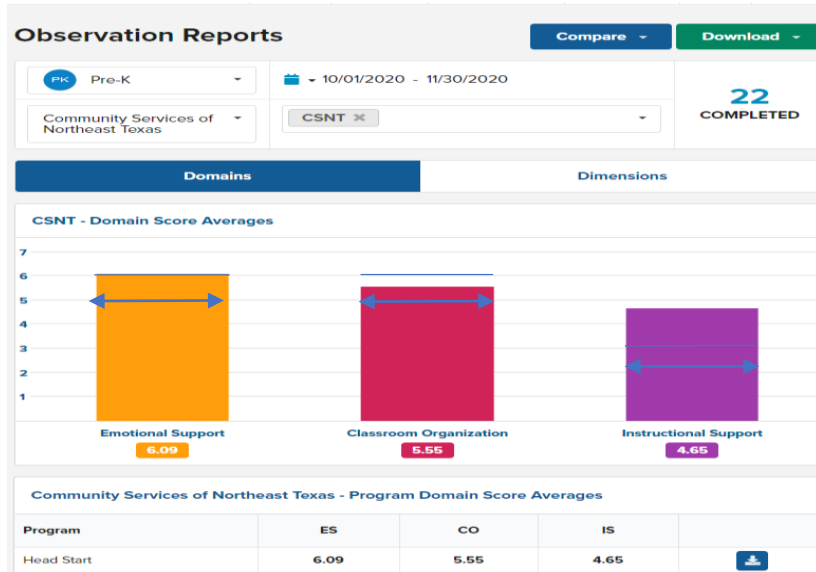 Observation Reports
Compare
Download
PK Pre-K
10/01/2020 - 11/30/2020
22
COMPLETED
Community Services of
Northeast Texas
CSNT
Domains
Dimensions
CSNT - Domain Score Averages
7
6
5
4
3
2
1
Emotional Support
Classroom Organization
Instructional Support
6.09
5.55
4.65
Community Services of Northeast Texas - Program Domain Score Averages
Program ES CO IS
Head Start 6.09 5.55 4.65